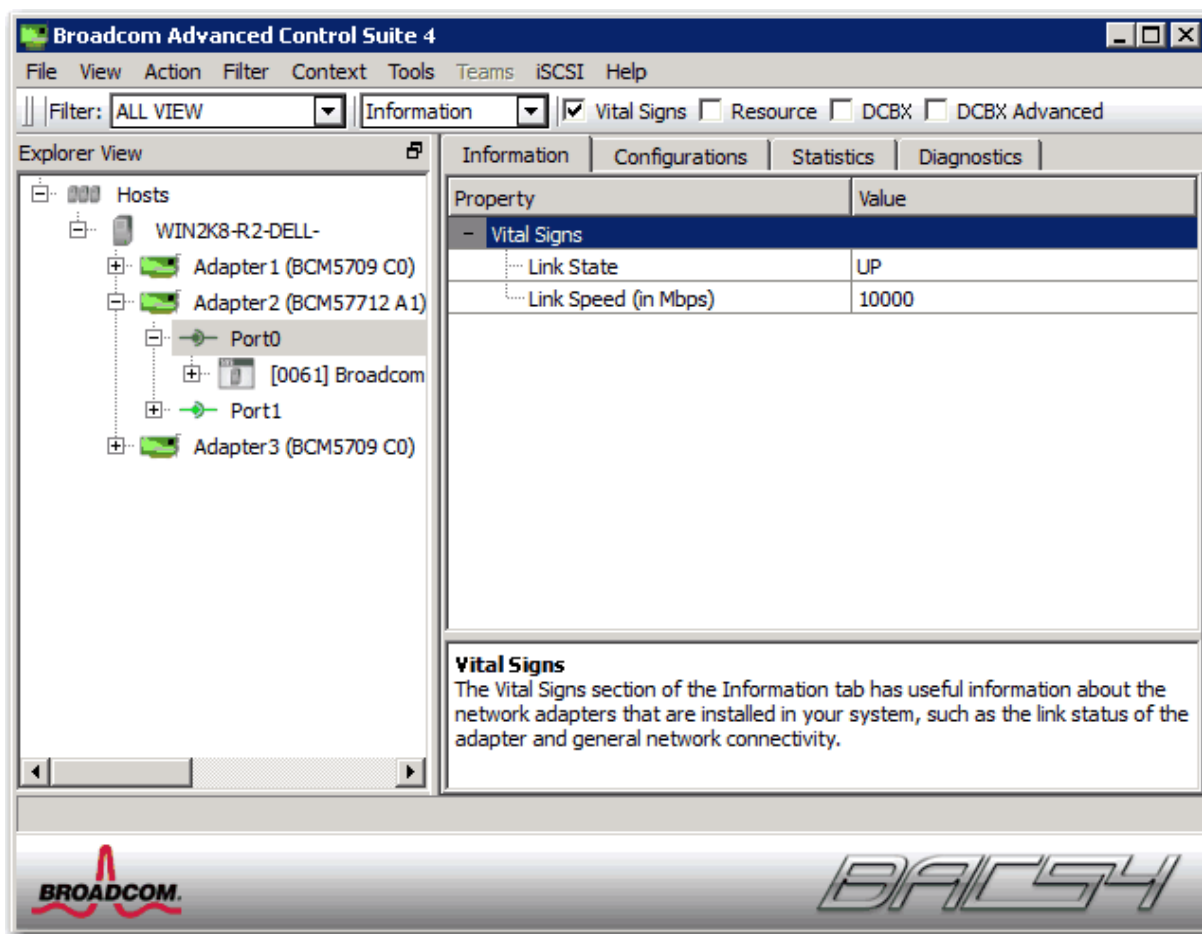 Broadcom Advanced Control Suite 4
File View Action Filter Context Tools Teams iSCSI Help
Filter: ALL VIEW Information Vital Signs Resource DCBX DCBX Advanced
Explorer View
Hosts
WIN2K8-R2-DELL-
Adapter1 (BCM5709 C0)
Adapter2 (BCM57712 A1)
Port0
[0061] Broadcom
Port1
Adapter3 (BCM5709 C0)
Information Configurations Statistics Diagnostics
Property Value
Vital Signs
Link State UP
Link Speed (in Mbps) 10000
Vital Signs
The Vital Signs section of the Information tab has useful information about the
network adapters that are installed in your system, such as the link status of the
adapter and general network connectivity.
BROADCOM.
BACS4